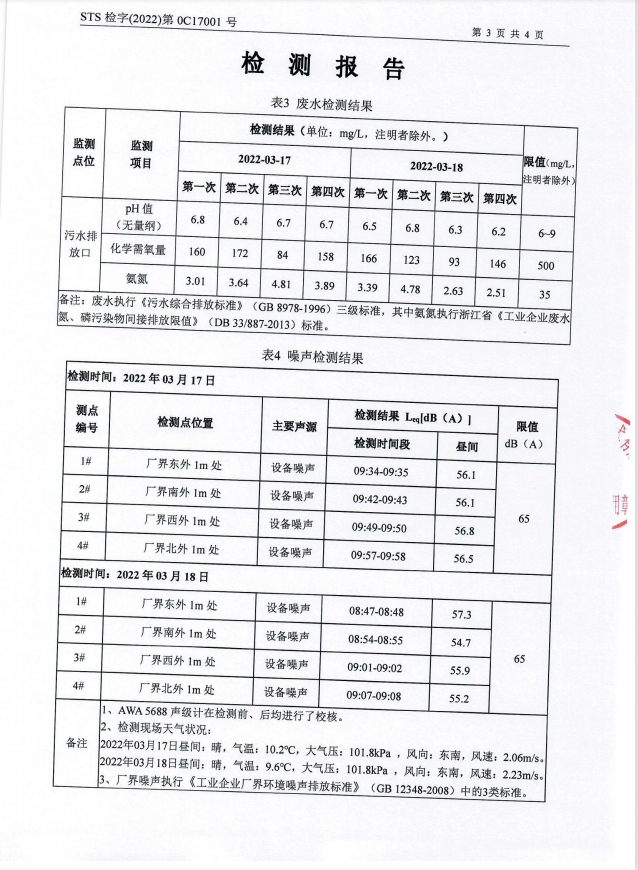 STS 检字(2022)第 0C17001 号
第 3 页 共 4 页
检 测 报 告
表3 废水检测结果
监测点位 监测项目 检测结果（单位：mg/L，注明者除外。） 限值(mg/L，注明者除外)
2022-03-17 2022-03-18
第一次 第二次 第三次 第四次 第一次 第二次 第三次 第四次
污水排放口 pH 值（无量纲） 6.8 6.4 6.7 6.7 6.5 6.8 6.3 6.2 6~9
化学需氧量 160 172 84 158 166 123 93 146 500
氨氮 3.01 3.64 4.81 3.89 3.39 4.78 2.63 2.51 35
备注：废水执行《污水综合排放标准》（GB 8978-1996）三级标准，其中氨氮执行浙江省《工业企业废水
氮、磷污染物间接排放限值》（DB 33/887-2013）标准。
表4 噪声检测结果
检测时间：2022 年 03 月 17 日
测点编号 检测点位置 主要声源 检测结果 Leq[dB（A）] 限值 dB（A）
检测时间段 昼间
1# 厂界东外 1m 处 设备噪声 09:34-09:35 56.1 65
2# 厂界南外 1m 处 设备噪声 09:42-09:43 56.1
3# 厂界西外 1m 处 设备噪声 09:49-09:50 56.8
4# 厂界北外 1m 处 设备噪声 09:57-09:58 56.5
检测时间：2022 年 03 月 18 日
1# 厂界东外 1m 处 设备噪声 08:47-08:48 57.3 65
2# 厂界南外 1m 处 设备噪声 08:54-08:55 54.7
3# 厂界西外 1m 处 设备噪声 09:01-09:02 55.9
4# 厂界北外 1m 处 设备噪声 09:07-09:08 55.2
备注
1、AWA 5688 声级计在检测前、后均进行了校核。
2、检测现场天气状况：
2022年03月17日昼间：晴，气温：10.2℃，大气压：101.8kPa ，风向：东南，风速：2.06m/s。
2022年03月18日昼间：晴，气温：9.6℃，大气压：101.8kPa ，风向：东南，风速：2.23m/s。
3、厂界噪声执行《工业企业厂界环境噪声排放标准》（GB 12348-2008）中的3类标准。
用章